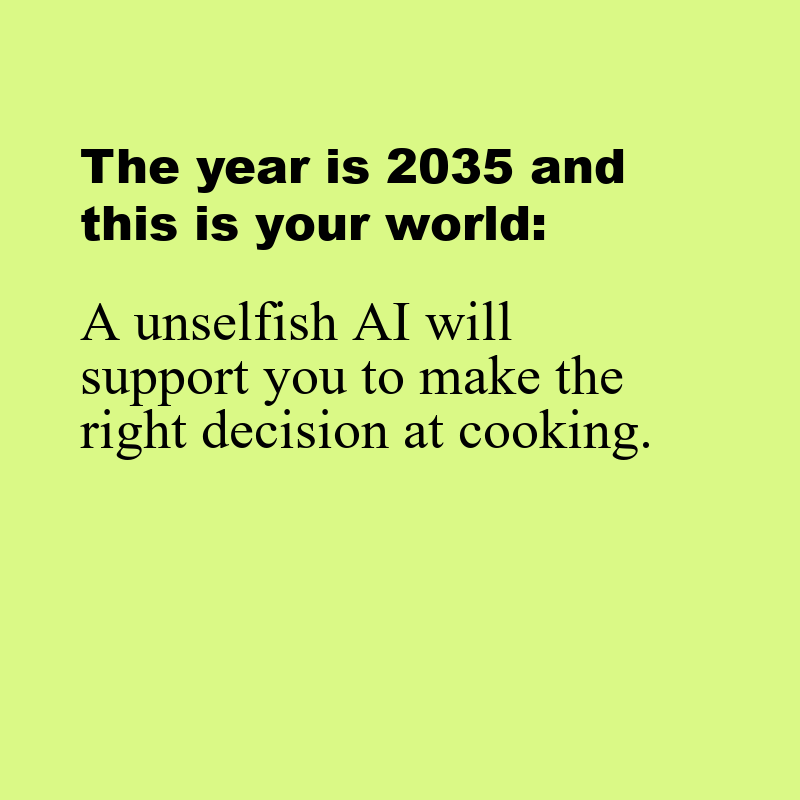 The year is 2035 and
this is your world:
A unselfish AI will
support you to make the
right decision at cooking.